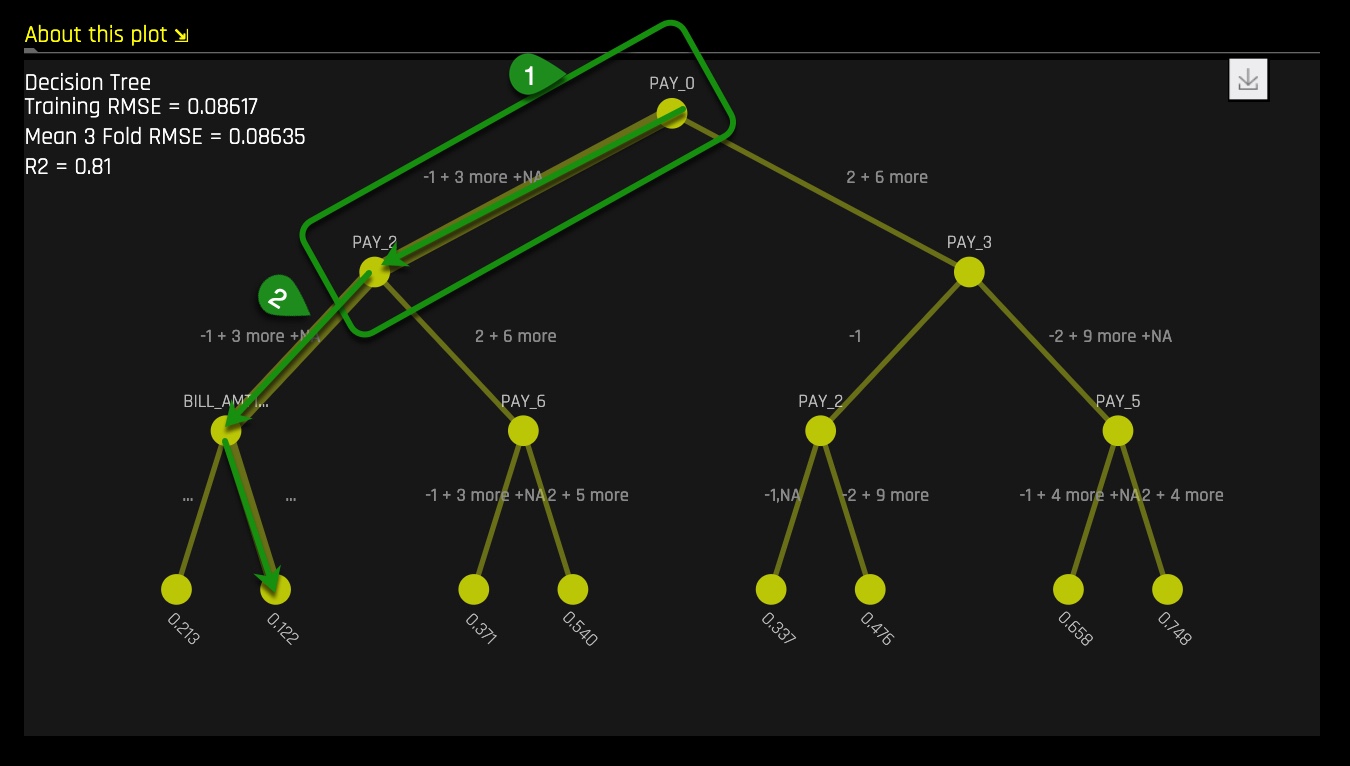 About this plot ⇲
Decision Tree
Training RMSE = 0.08617
Mean 3 Fold RMSE = 0.08635
R2 = 0.81
1
PAY_0
-1 + 3 more +NA
2 + 6 more
PAY_2
PAY_3
2
-1 + 3 more +NA
2 + 6 more
-1
-2 + 9 more +NA
BILL_AMT1...
PAY_6
PAY_2
PAY_5
...
...
-1 + 3 more +NA
2 + 5 more
-1,NA
-2 + 9 more
-1 + 4 more +NA
2 + 4 more
0.213
0.122
0.371
0.540
0.337
0.476
0.658
0.748